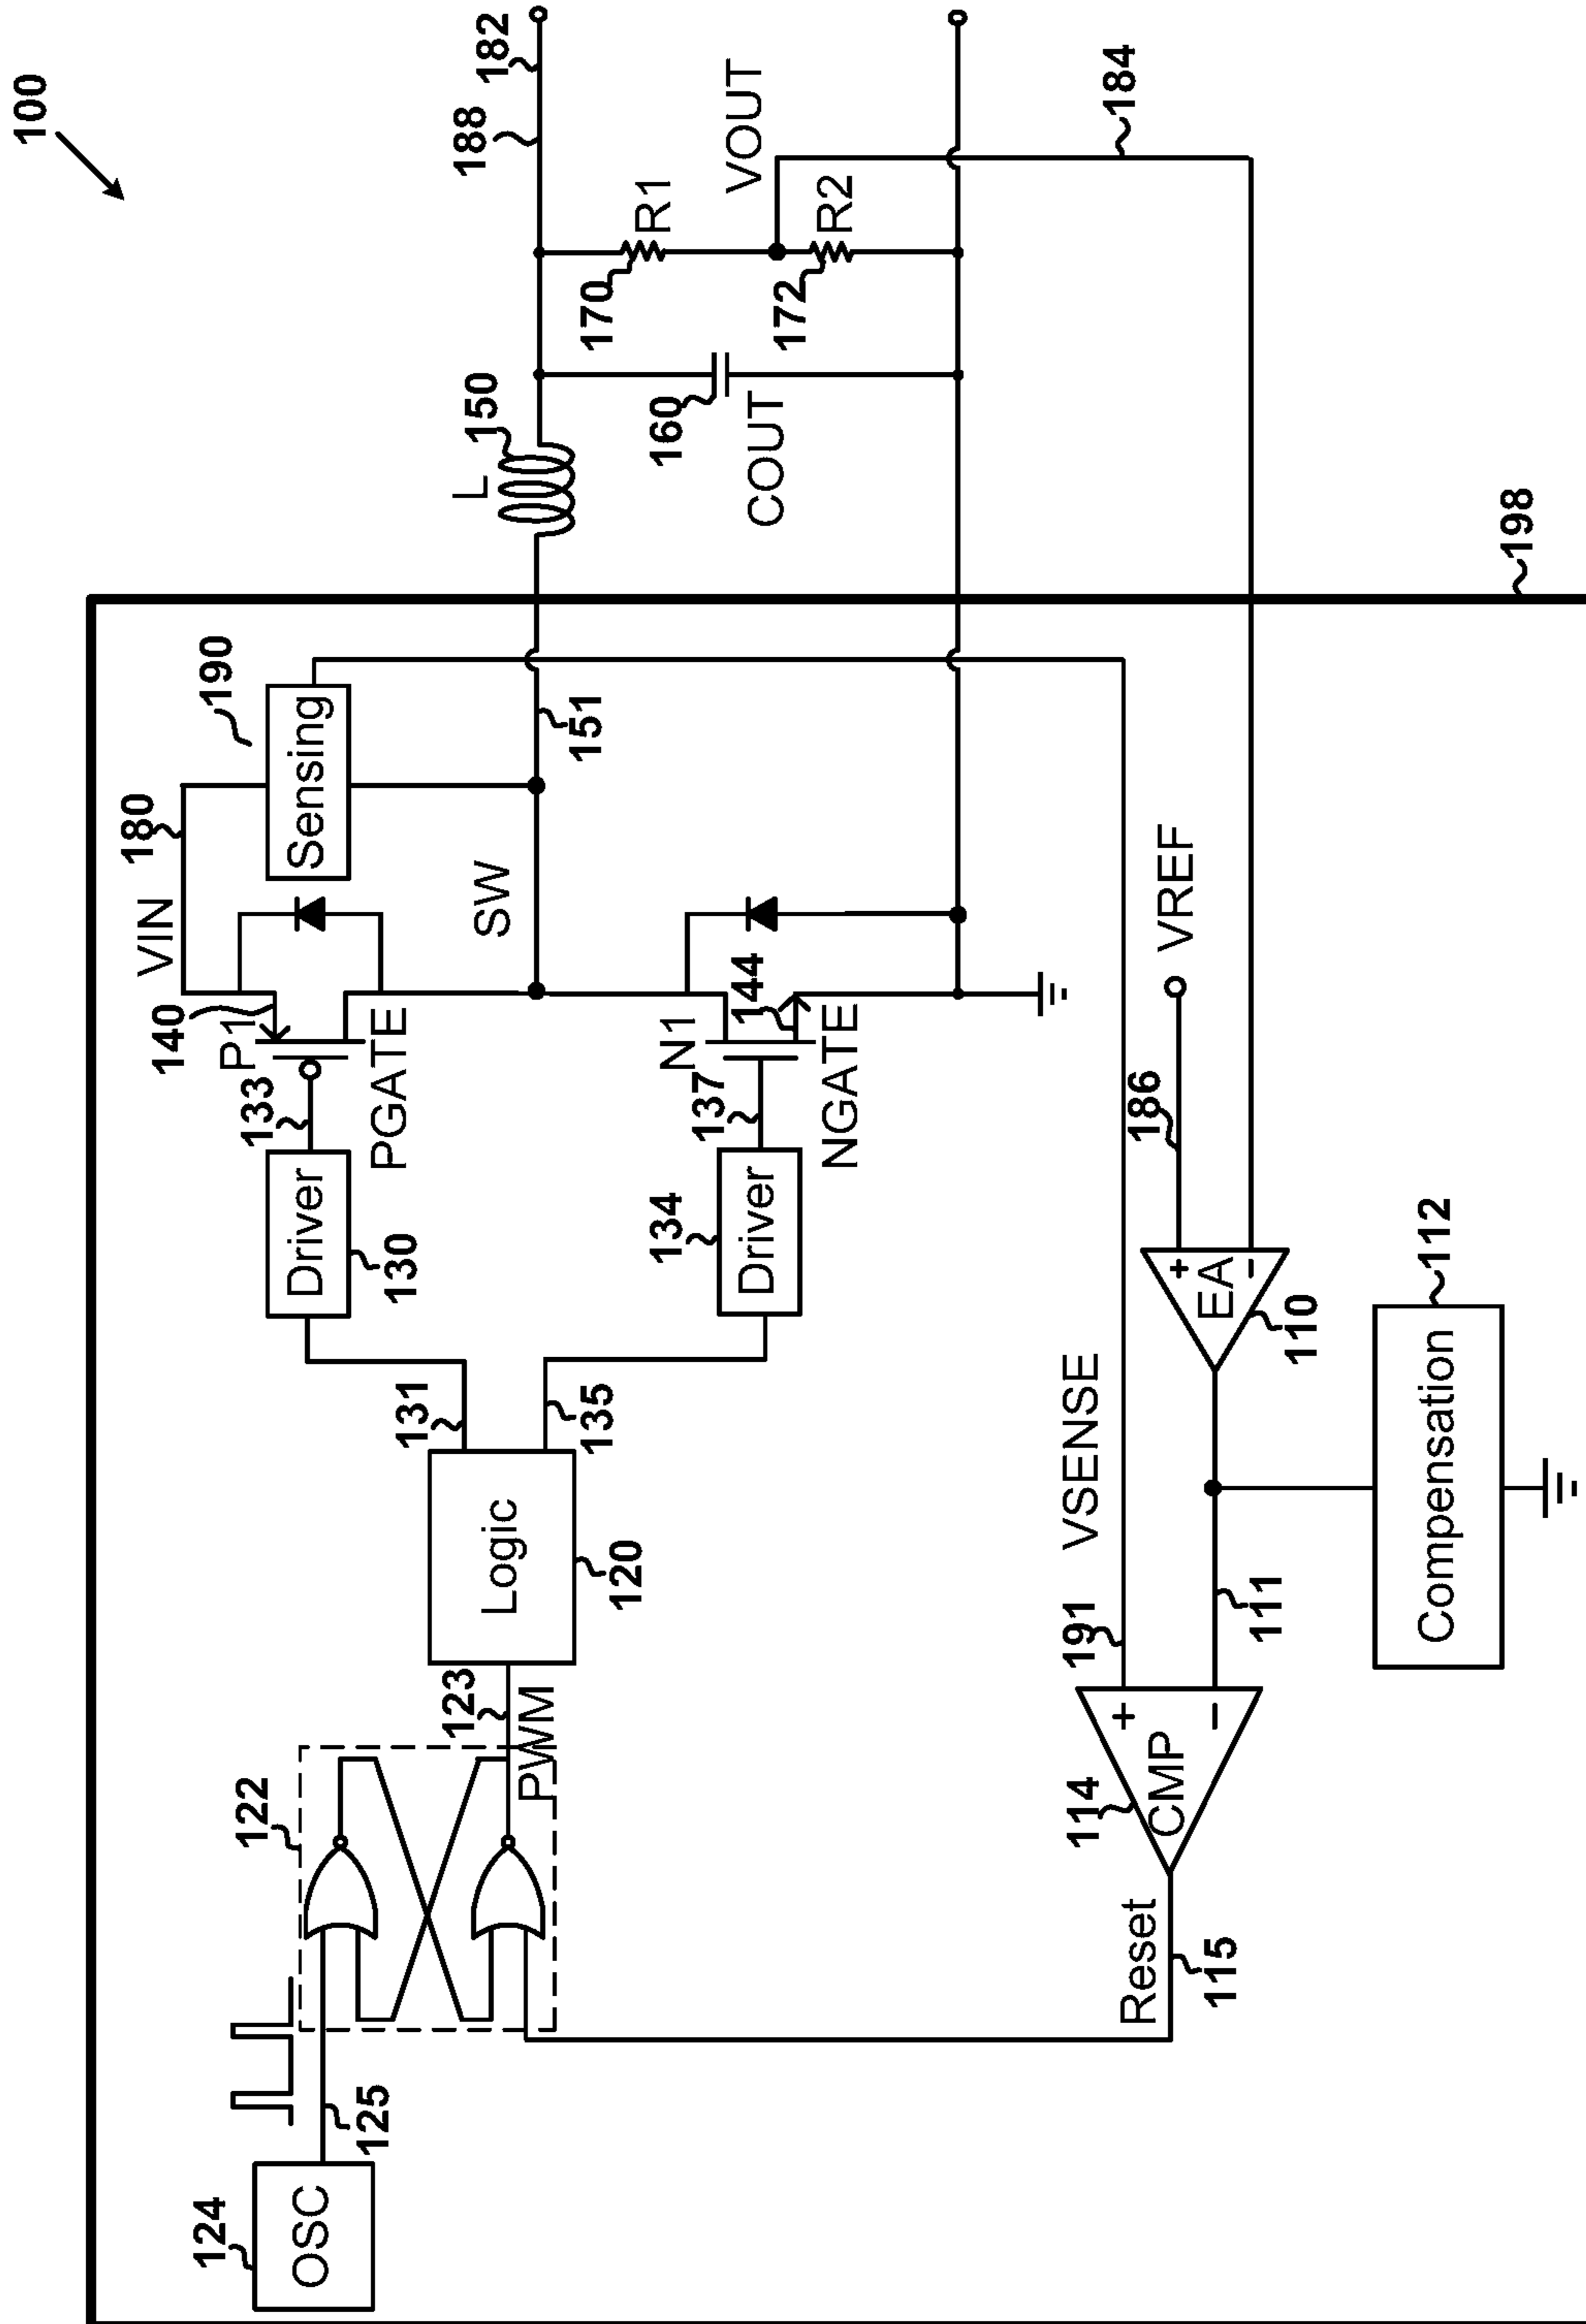 100
124
OSC
125
122
123
PWM
Logic
120
131
135
Driver
130
133
PGATE
140
P1
VIN
180
Sensing
190
SW
151
134
Driver
137
NGATE
N1
144
L
150
188
182
160
COUT
170
R1
172
R2
VOUT
184
198
Reset
115
114
CMP
+
−
191
VSENSE
111
EA
+
−
110
186
VREF
Compensation
112